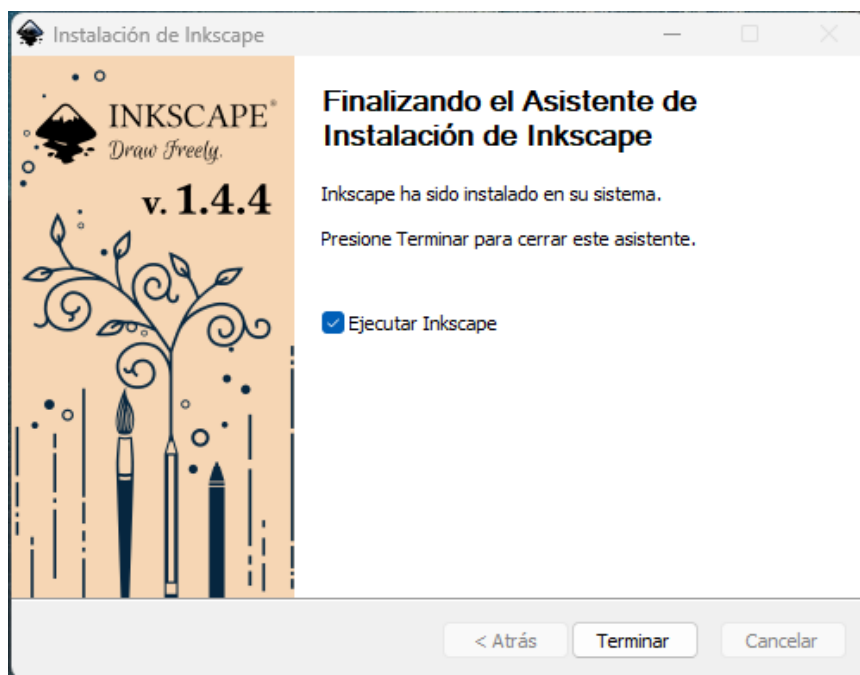 Instalación de Inkscape
INKSCAPE®
Draw Freely.
v. 1.4.4
Finalizando el Asistente de
Instalación de Inkscape
Inkscape ha sido instalado en su sistema.
Presione Terminar para cerrar este asistente.
Ejecutar Inkscape
< Atrás
Terminar
Cancelar